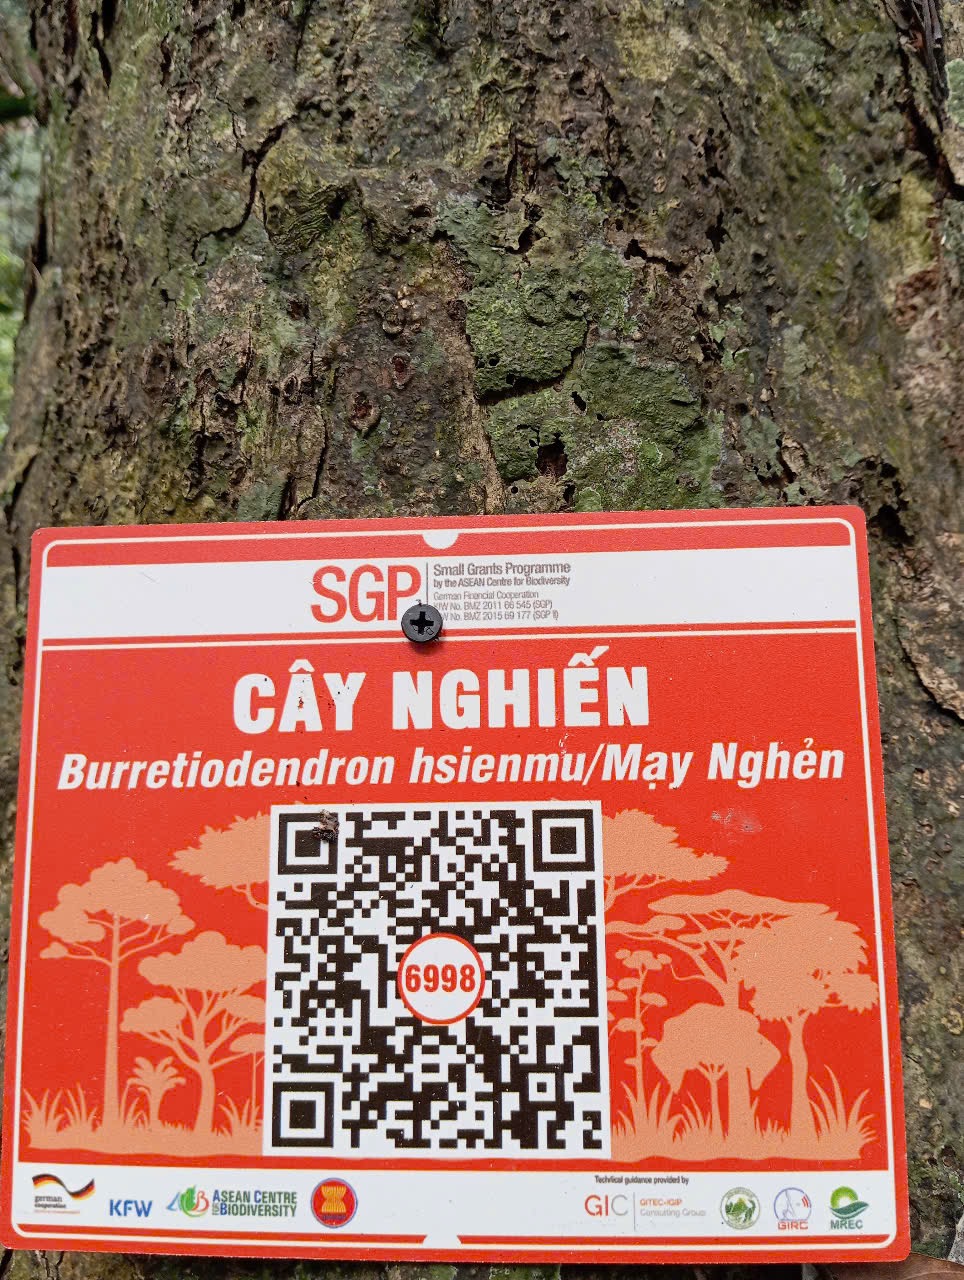 SGP
Small Grants Programme
by the ASEAN Centre for Biodiversity
German Financial Cooperation
No. BMZ 2011 66 545 (SGP)
No. BMZ 2015 69 177 (SGP II)
CÂY NGHIẾN
Burretiodendron hsienmu/Mạy Nghẻn
6998
german
cooperation
KFW
ASEAN CENTRE
FOR BIODIVERSITY
Technical guidance provided by
GIC
GITEC-IGIP
Consulting Group
GIRC
MREC